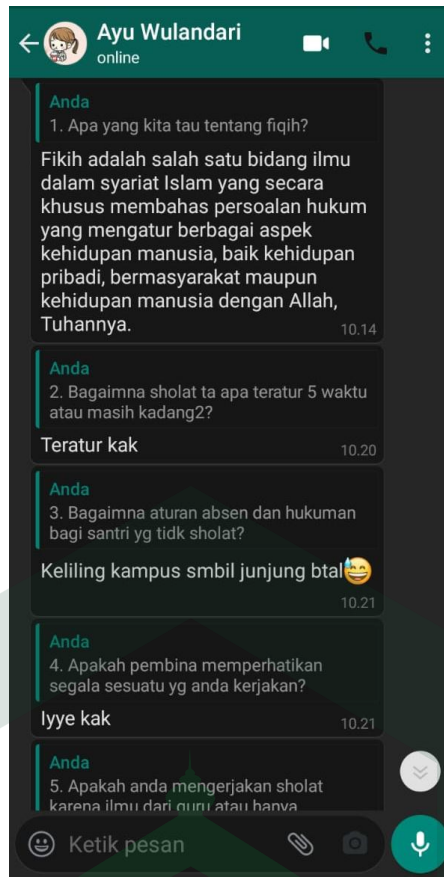 Ayu Wulandari
online
Anda
1. Apa yang kita tau tentang fiqih?
Fikih adalah salah satu bidang ilmu
dalam syariat Islam yang secara
khusus membahas persoalan hukum
yang mengatur berbagai aspek
kehidupan manusia, baik kehidupan
pribadi, bermasyarakat maupun
kehidupan manusia dengan Allah,
Tuhannya.
10.14
Anda
2. Bagaimna sholat ta apa teratur 5 waktu
atau masih kadang2?
Teratur kak
10.20
Anda
3. Bagaimna aturan absen dan hukuman
bagi santri yg tidk sholat?
Keliling kampus smbil junjung btal😅
10.21
Anda
4. Apakah pembina memperhatikan
segala sesuatu yg anda kerjakan?
Iyye kak
10.21
Anda
5. Apakah anda mengerjakan sholat
karena ilmu dari guru atau hanya
Ketik pesan